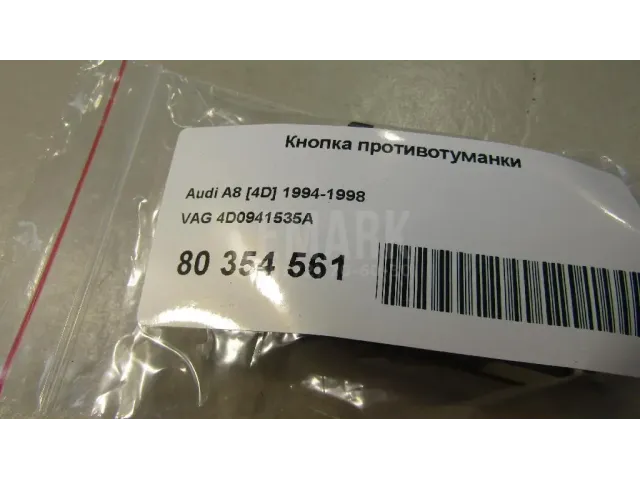 Кнопка противотуманки
Audi A8 [4D] 1994-1998
VAG 4D0941535A
80 354 561